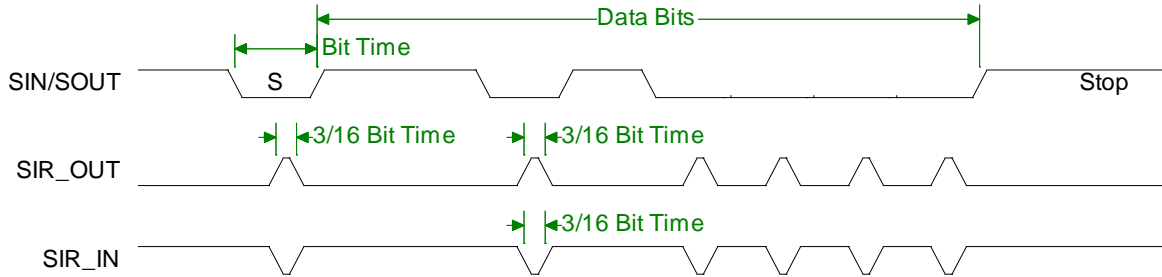 Data Bits
Bit Time
SIN/SOUT
S
Stop
3/16 Bit Time
3/16 Bit Time
SIR_OUT
3/16 Bit Time
SIR_IN